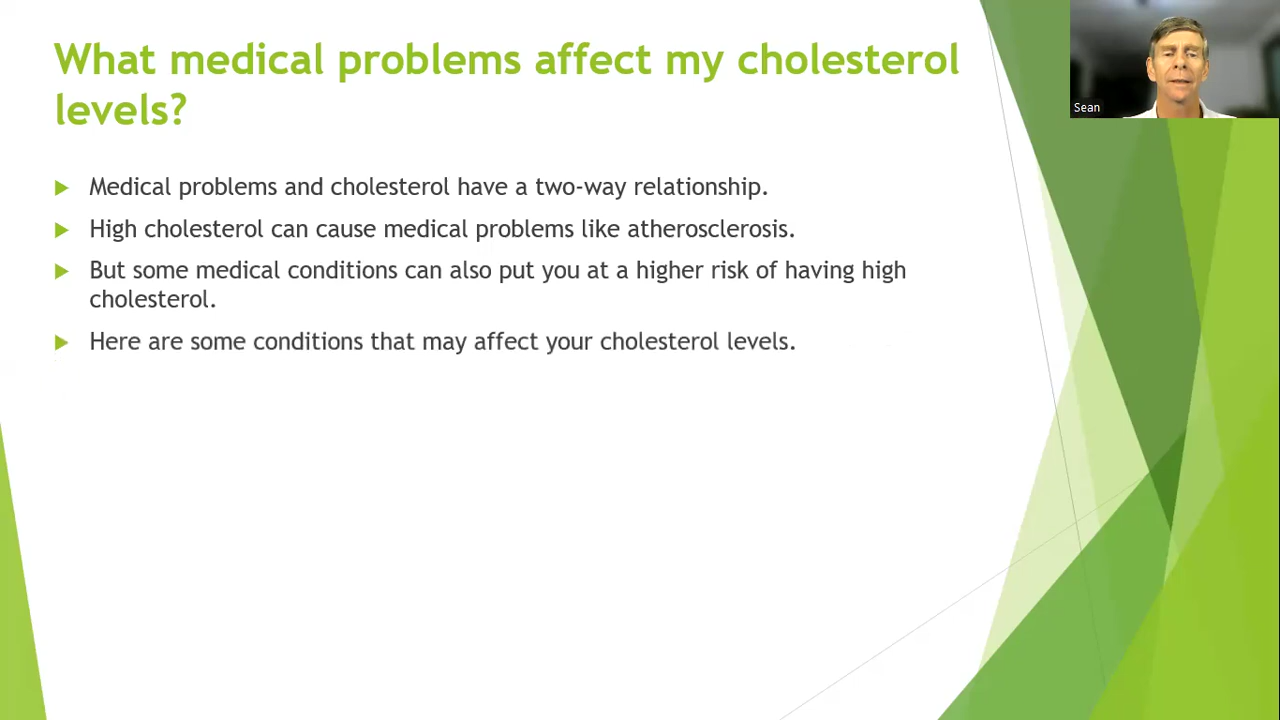 What medical problems affect my cholesterol
levels?
Medical problems and cholesterol have a two-way relationship.
High cholesterol can cause medical problems like atherosclerosis.
But some medical conditions can also put you at a higher risk of having high
cholesterol.
Here are some conditions that may affect your cholesterol levels.
Sean